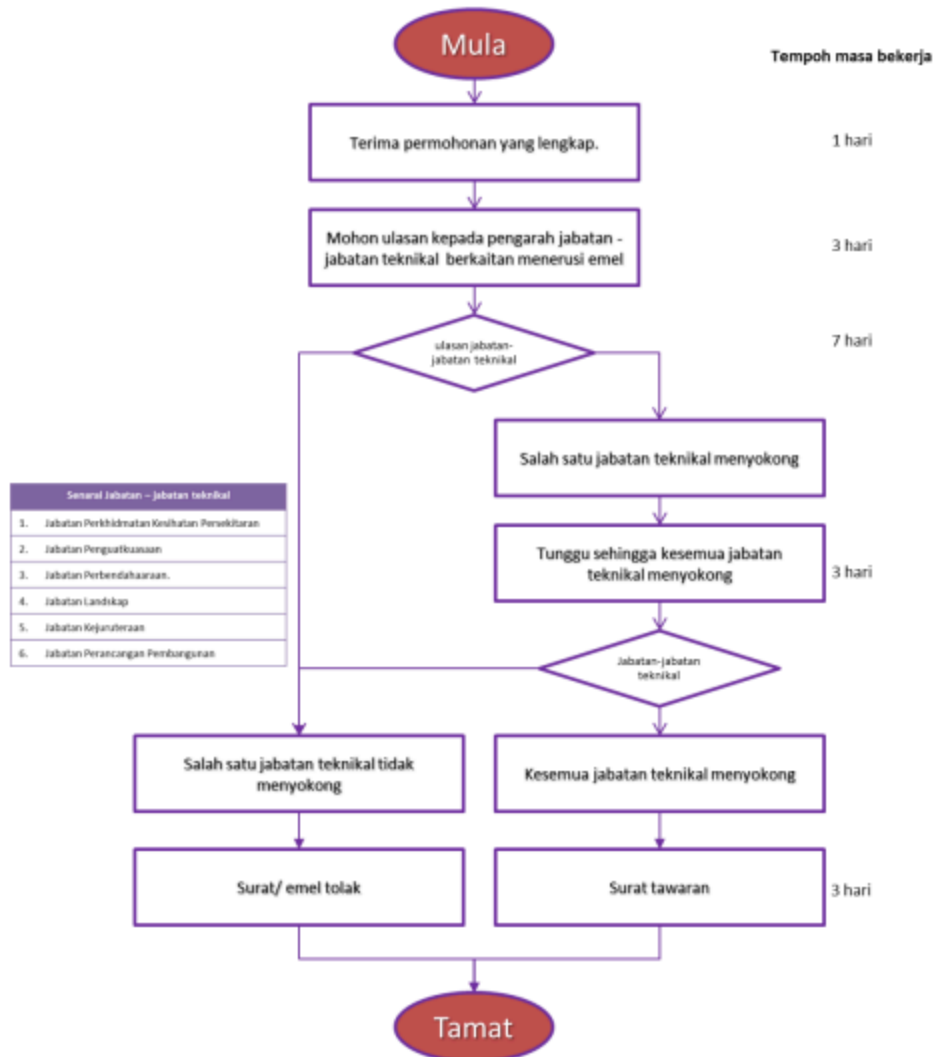 Mula
Tempoh masa bekerja
Terima permohonan yang lengkap.
1 hari
Mohon ulasan kepada pengarah jabatan -
jabatan teknikal berkaitan menerusi emel
3 hari
ulasan jabatan-
jabatan teknikal
7 hari
Salah satu jabatan teknikal menyokong
Senarai Jabatan – jabatan teknikal
1. Jabatan Perkhidmatan Kesihatan Persekitaran
2. Jabatan Penguatkuasaan
3. Jabatan Perbendahaaraan.
4. Jabatan Landskap
5. Jabatan Kejuruteraan
6. Jabatan Perancangan Pembangunan
Tunggu sehingga kesemua jabatan
teknikal menyokong
3 hari
Jabatan-jabatan
teknikal
Salah satu jabatan teknikal tidak
menyokong
Kesemua jabatan teknikal menyokong
Surat/ emel tolak
Surat tawaran
3 hari
Tamat